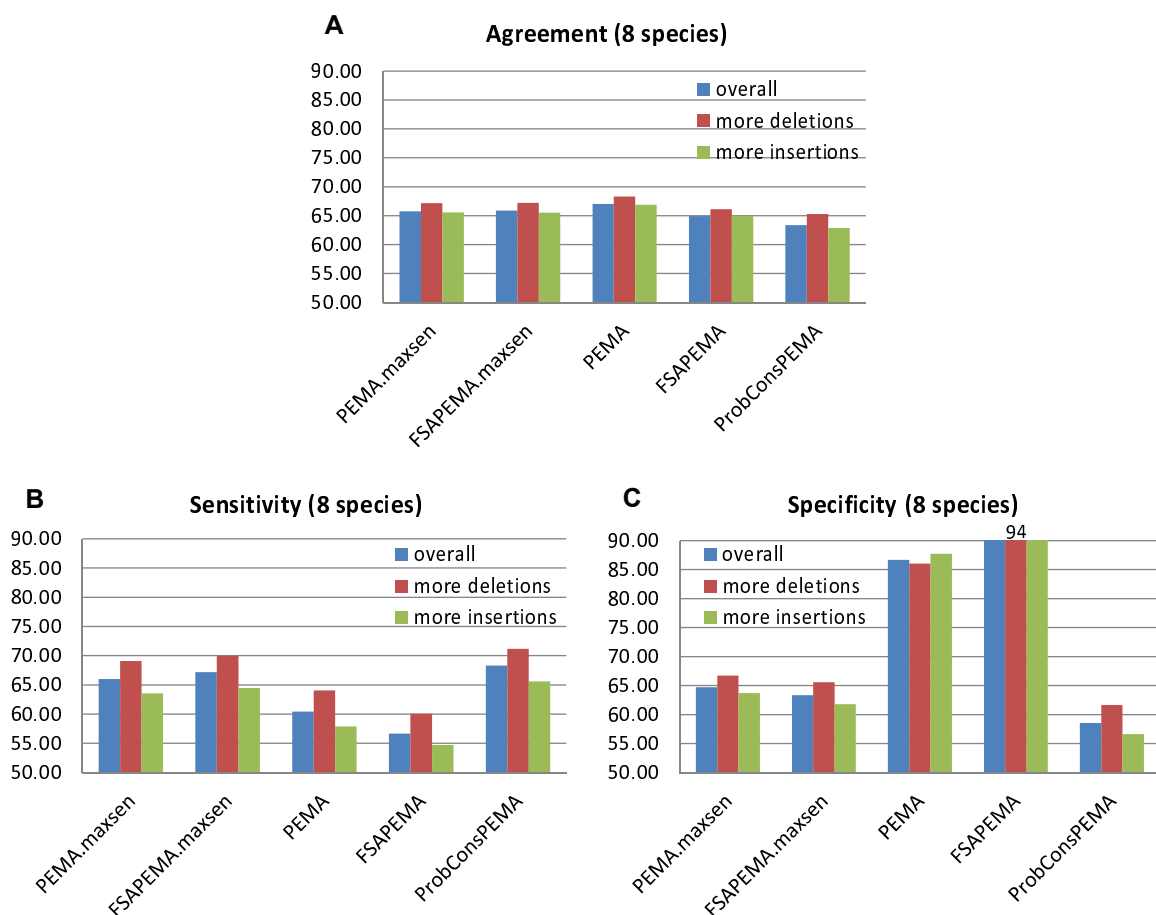 A
Agreement (8 species)
90.00
85.00
80.00
75.00
70.00
65.00
60.00
55.00
50.00
overall
more deletions
more insertions
PEMA.maxsen
FSAPEMA.maxsen
PEMA
FSAPEMA
ProbConsPEMA
B
Sensitivity (8 species)
90.00
85.00
80.00
75.00
70.00
65.00
60.00
55.00
50.00
overall
more deletions
more insertions
PEMA.maxsen
FSAPEMA.maxsen
PEMA
FSAPEMA
ProbConsPEMA
C
Specificity (8 species)
94
90.00
85.00
80.00
75.00
70.00
65.00
60.00
55.00
50.00
overall
more deletions
more insertions
PEMA.maxsen
FSAPEMA.maxsen
PEMA
FSAPEMA
ProbConsPEMA